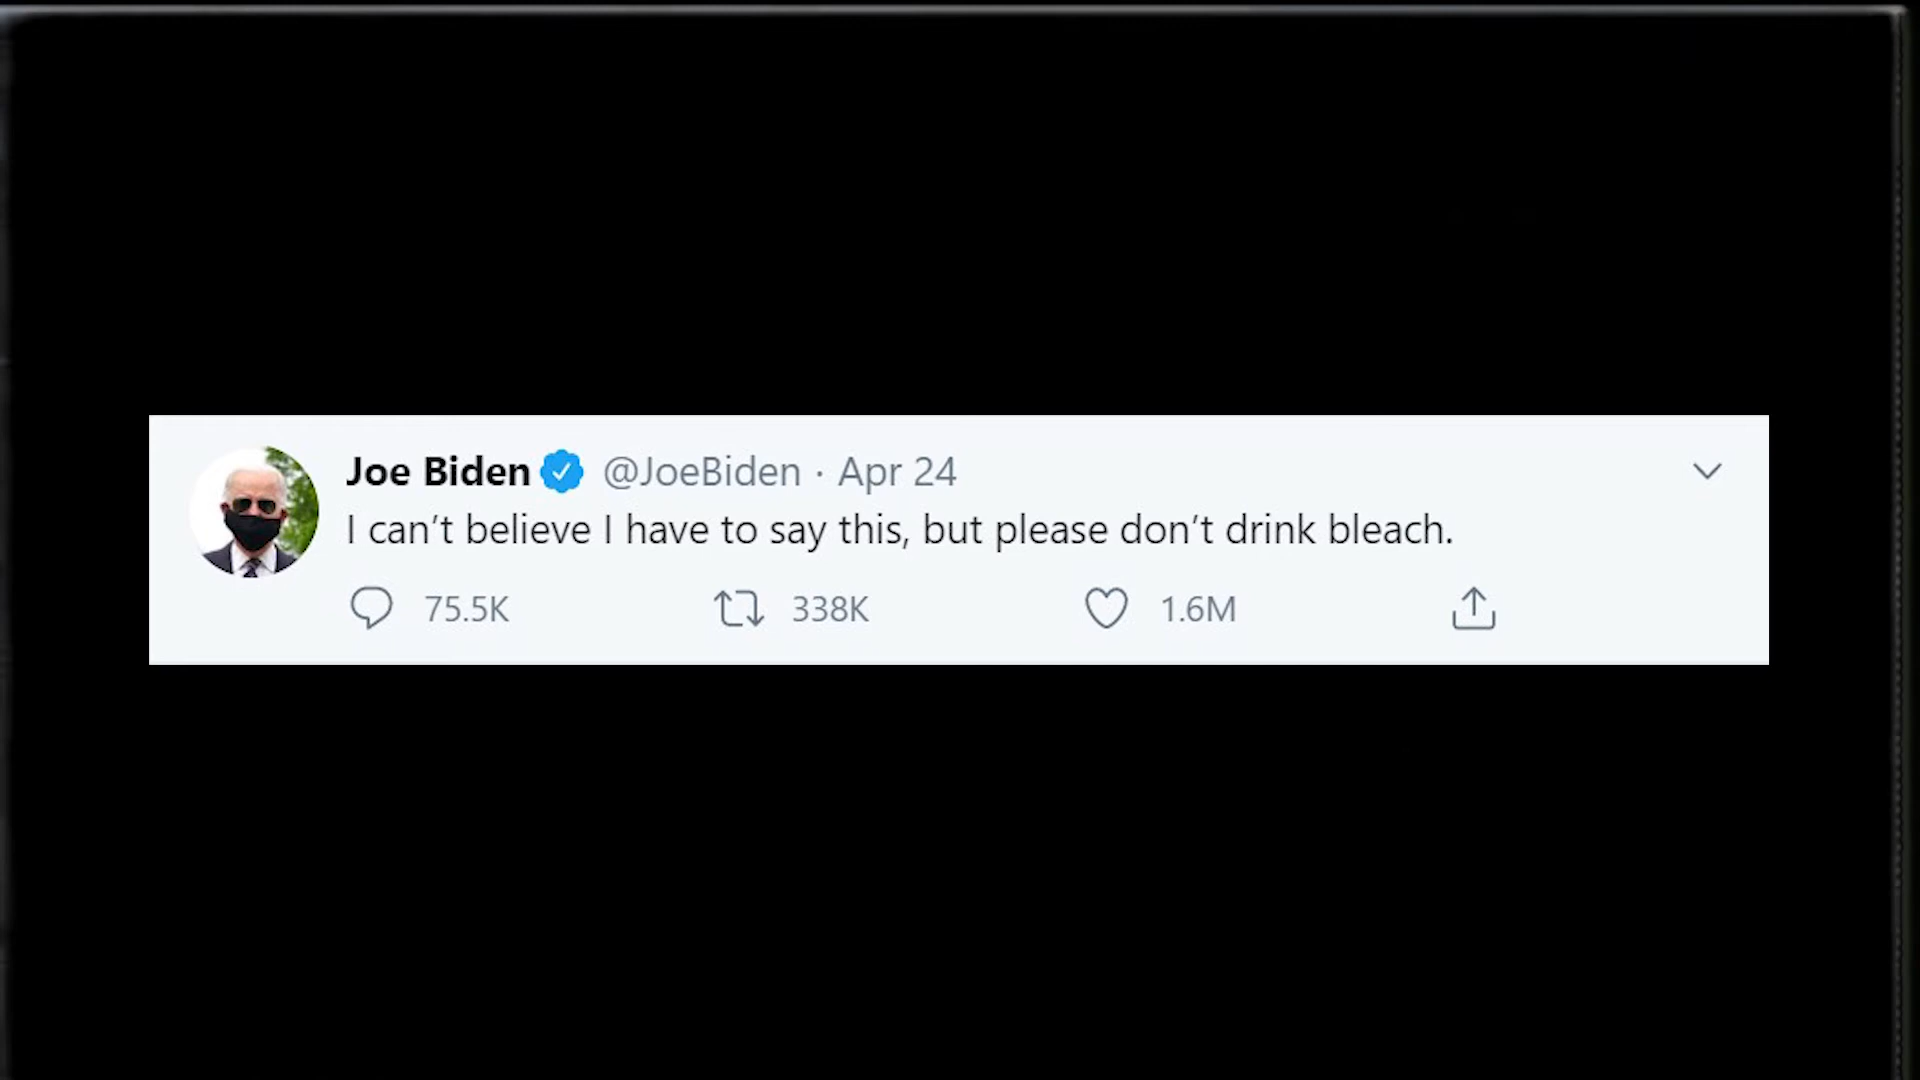 Joe Biden @JoeBiden · Apr 24
I can’t believe I have to say this, but please don’t drink bleach.
75.5K 338K 1.6M